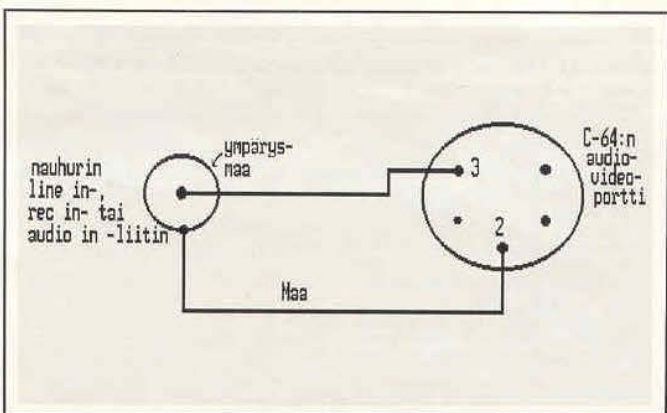 nauhurin
line in-,
rec in- tai
audio in -liitin
ympärys-
maa
3
2
C-64:n
audio-
video-
portti
Maa